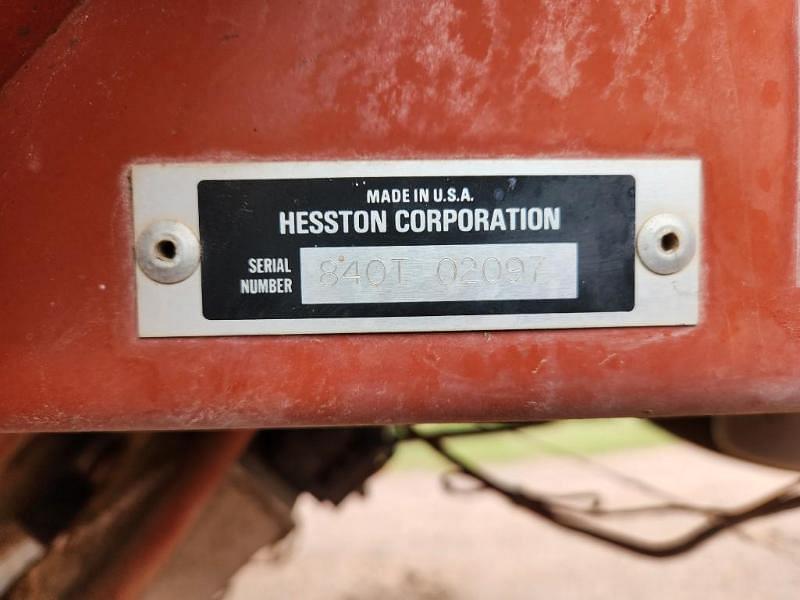 MADE IN U.S.A.
HESSTON CORPORATION
SERIAL NUMBER 840T 02097